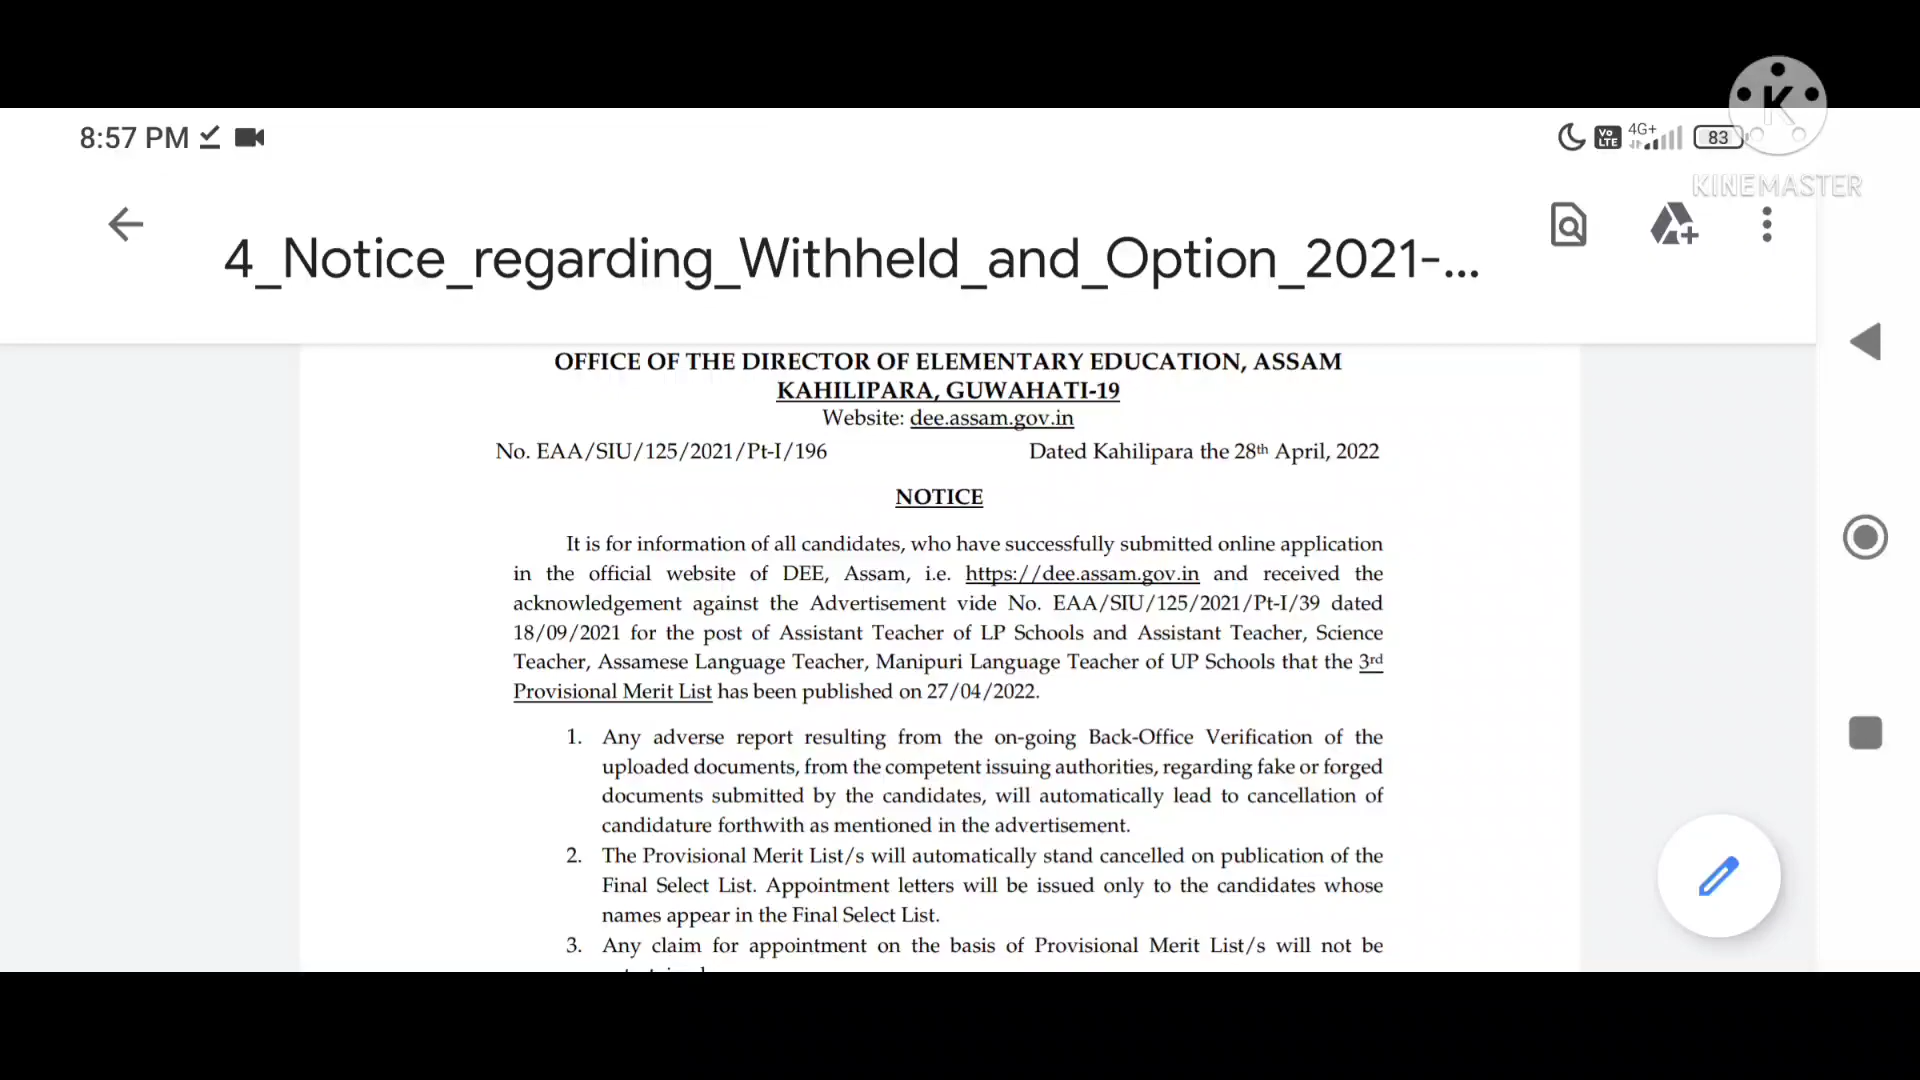 8:57 PM
Vo LTE 4G+ 83
K
KINEMASTER
4_Notice_regarding_Withheld_and_Option_2021-...
OFFICE OF THE DIRECTOR OF ELEMENTARY EDUCATION, ASSAM
KAHILIPARA, GUWAHATI-19
Website: dee.assam.gov.in
No. EAA/SIU/125/2021/Pt-I/196 Dated Kahilipara the 28th April, 2022
NOTICE
It is for information of all candidates, who have successfully submitted online application
in the official website of DEE, Assam, i.e. https://dee.assam.gov.in and received the
acknowledgement against the Advertisement vide No. EAA/SIU/125/2021/Pt-I/39 dated
18/09/2021 for the post of Assistant Teacher of LP Schools and Assistant Teacher, Science
Teacher, Assamese Language Teacher, Manipuri Language Teacher of UP Schools that the 3rd
Provisional Merit List has been published on 27/04/2022.
1. Any adverse report resulting from the on-going Back-Office Verification of the
uploaded documents, from the competent issuing authorities, regarding fake or forged
documents submitted by the candidates, will automatically lead to cancellation of
candidature forthwith as mentioned in the advertisement.
2. The Provisional Merit List/s will automatically stand cancelled on publication of the
Final Select List. Appointment letters will be issued only to the candidates whose
names appear in the Final Select List.
3. Any claim for appointment on the basis of Provisional Merit List/s will not be